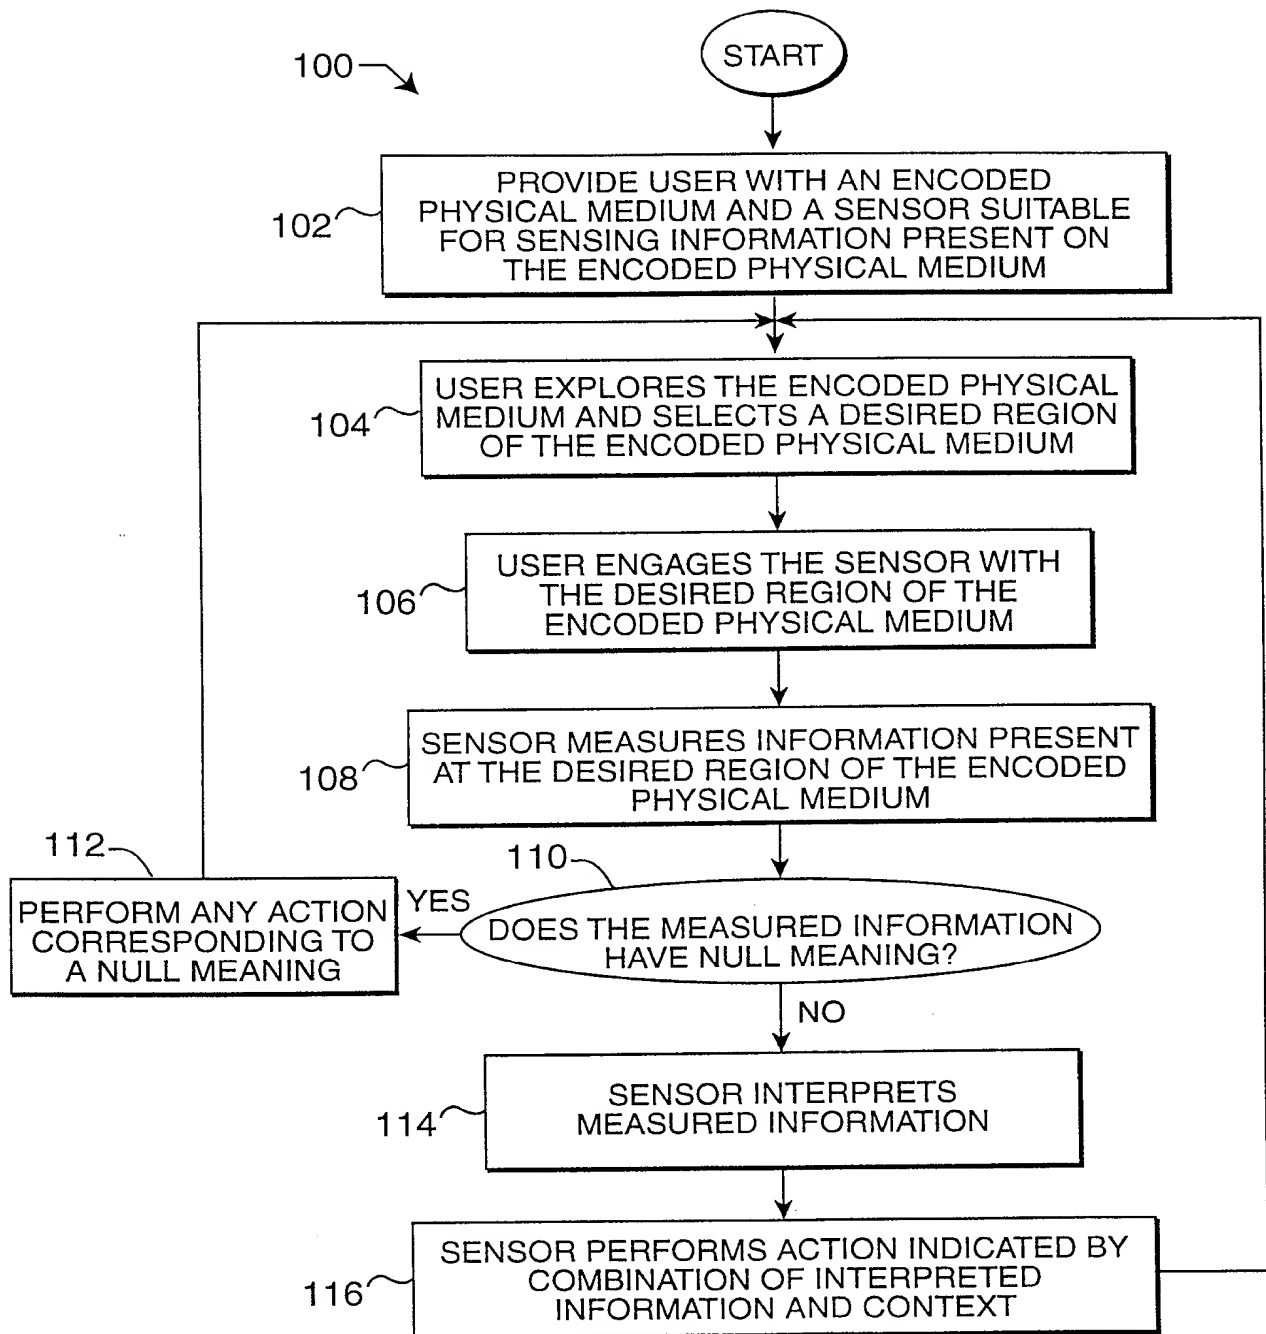 START
100
PROVIDE USER WITH AN ENCODED
PHYSICAL MEDIUM AND A SENSOR SUITABLE
FOR SENSING INFORMATION PRESENT ON
THE ENCODED PHYSICAL MEDIUM
102
USER EXPLORES THE ENCODED PHYSICAL
MEDIUM AND SELECTS A DESIRED REGION
OF THE ENCODED PHYSICAL MEDIUM
104
USER ENGAGES THE SENSOR WITH
THE DESIRED REGION OF THE
ENCODED PHYSICAL MEDIUM
106
SENSOR MEASURES INFORMATION PRESENT
AT THE DESIRED REGION OF THE ENCODED
PHYSICAL MEDIUM
108
112
110
PERFORM ANY ACTION
CORRESPONDING TO
A NULL MEANING
YES
DOES THE MEASURED INFORMATION
HAVE NULL MEANING?
NO
SENSOR INTERPRETS
MEASURED INFORMATION
114
SENSOR PERFORMS ACTION INDICATED BY
COMBINATION OF INTERPRETED
INFORMATION AND CONTEXT
116